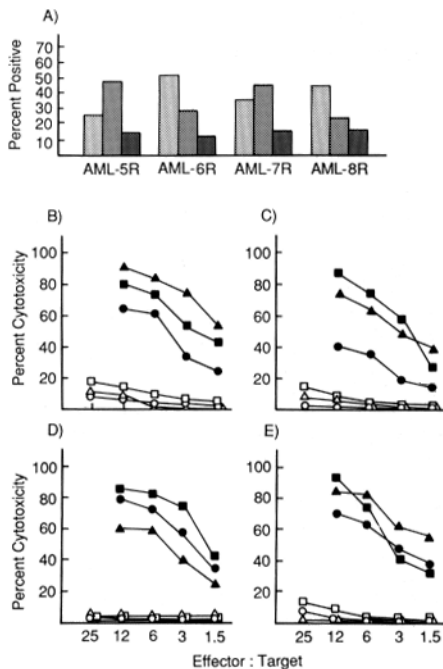 A)
Percent Positive
70
60
50
40
30
20
10
AML-5R AML-6R AML-7R AML-8R
B)
Percent Cytotoxicity
100
80
60
40
20
C)
100
80
60
40
20
D)
Percent Cytotoxicity
100
80
60
40
20
25 12 6 3 1.5
E)
100
80
60
40
20
25 12 6 3 1.5
Effector : Target